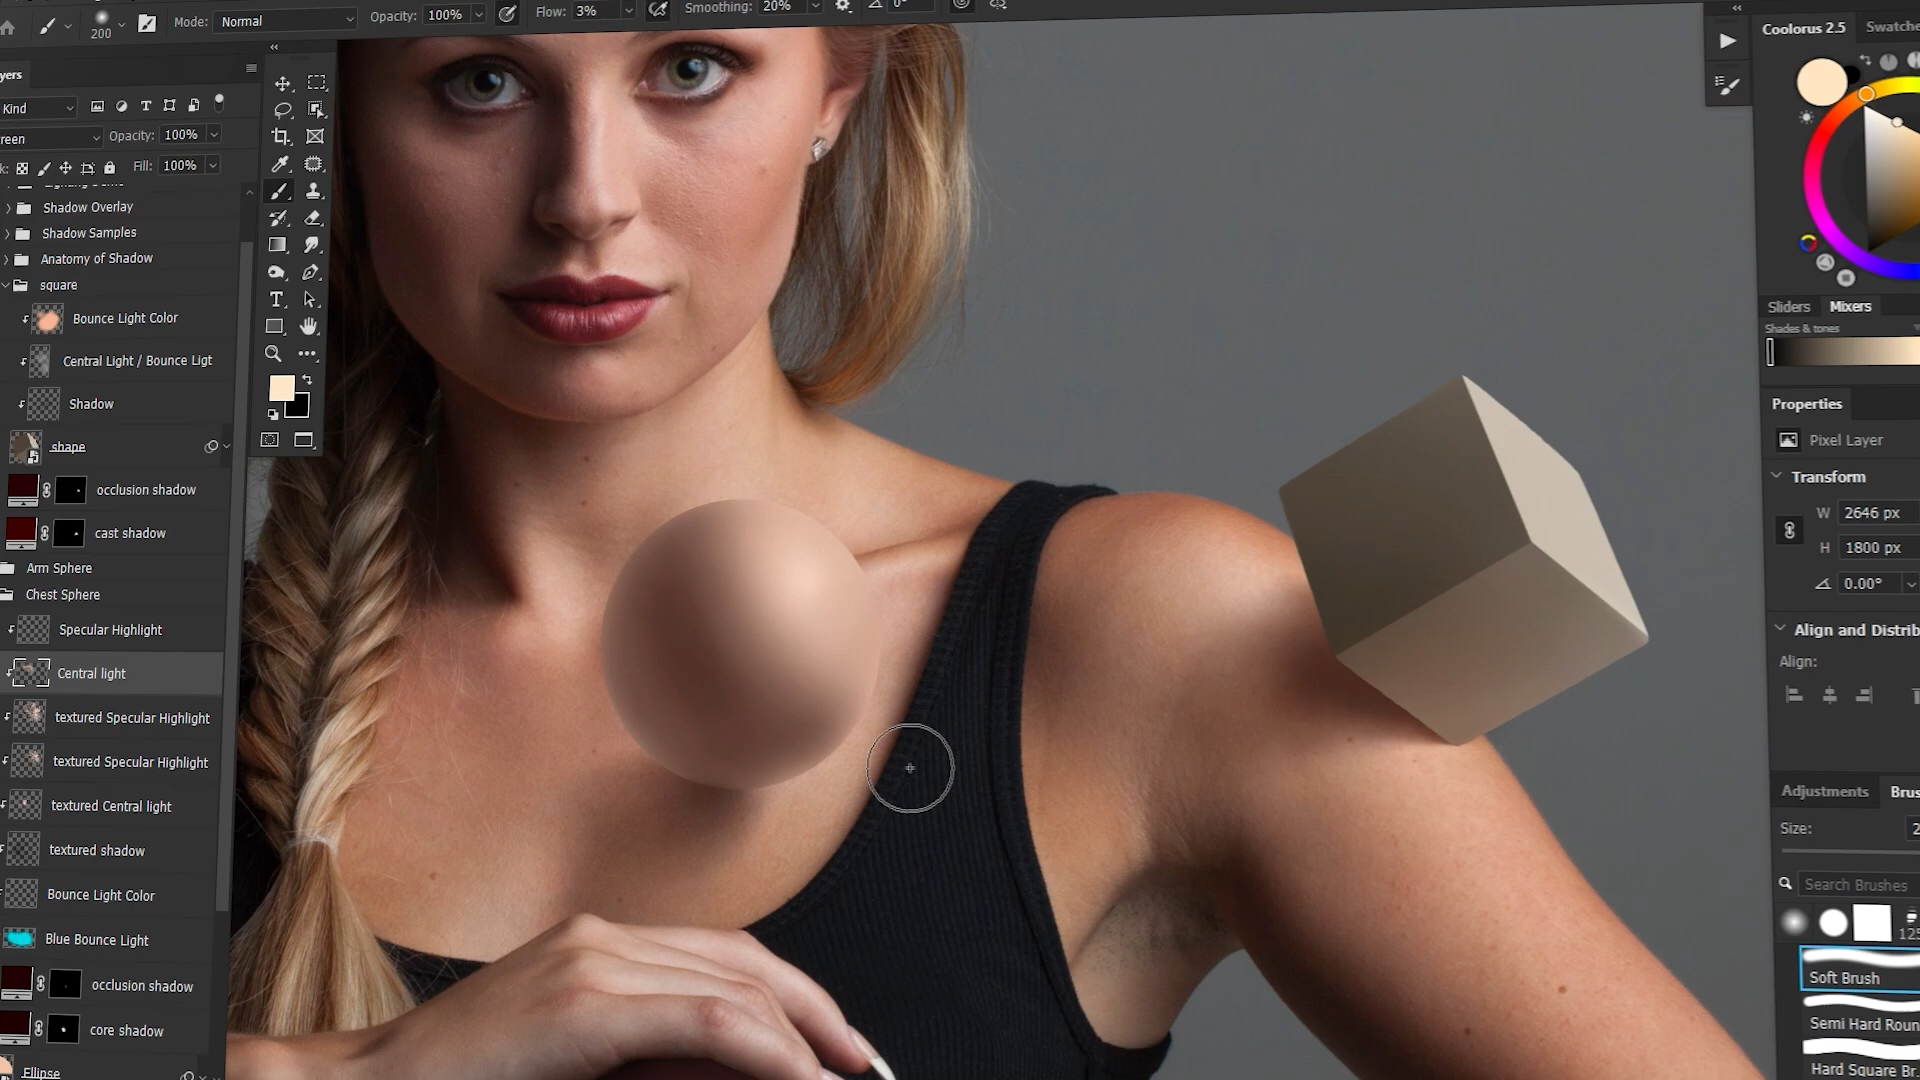 200
Mode: Normal
Opacity: 100%
Flow: 3%
Smoothing: 20%
0°
yers
Kind
reen
Opacity: 100%
k:
Fill: 100%
Shadow Overlay
Shadow Samples
Anatomy of Shadow
square
Bounce Light Color
Central Light / Bounce Ligt
Shadow
shape
occlusion shadow
cast shadow
Arm Sphere
Chest Sphere
Specular Highlight
Central light
textured Specular Highlight
textured Specular Highlight
textured Central light
textured shadow
Bounce Light Color
Blue Bounce Light
occlusion shadow
core shadow
Ellipse
Coolorus 2.5
Swatche
Sliders
Mixers
Shades & tones
Properties
Pixel Layer
Transform
W 2646 px
H 1800 px
0.00°
Align and Distrib
Align:
Adjustments
Brus
Size:
2
Search Brushes
125
Soft Brush
Semi Hard Roun
Hard Square Br.